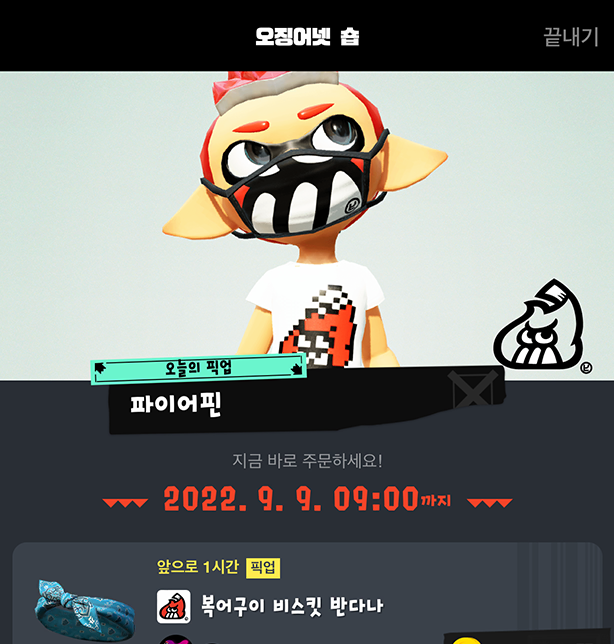 오징어넷 숍
끝내기
오늘의 픽업
파이어핀
지금 바로 주문하세요!
2022. 9. 9. 09:00까지
앞으로 1시간 픽업
복어구이 비스킷 반다나